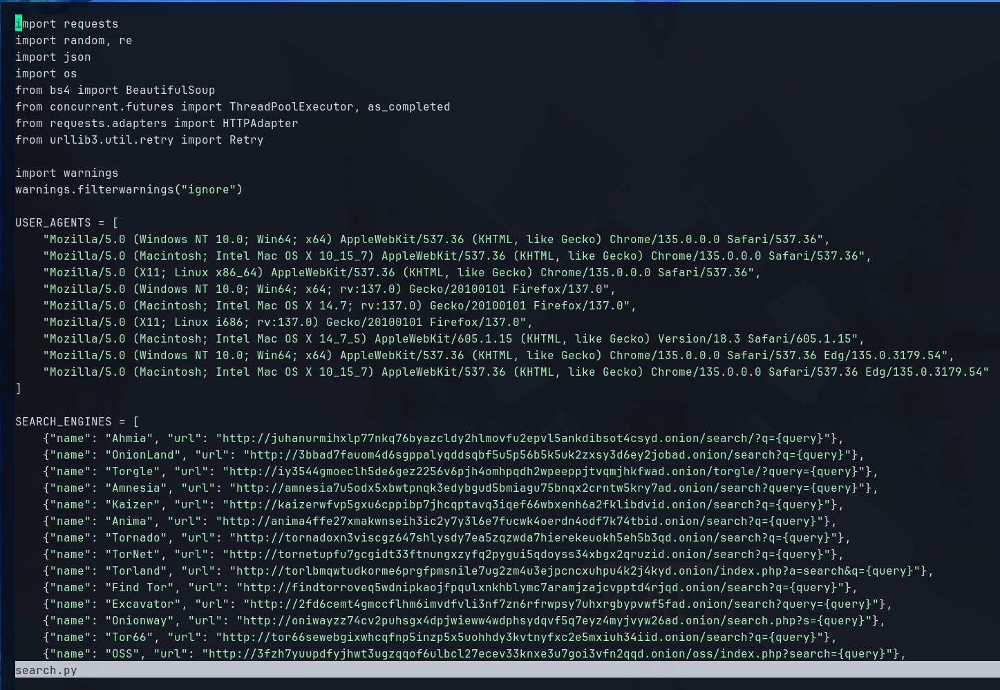 import requests
import random, re
import json
import os
from bs4 import BeautifulSoup
from concurrent.futures import ThreadPoolExecutor, as_completed
from requests.adapters import HTTPAdapter
from urllib3.util.retry import Retry
import warnings
warnings.filterwarnings("ignore")
USER_AGENTS = [
"Mozilla/5.0 (Windows NT 10.0; Win64; x64) AppleWebKit/537.36 (KHTML, like Gecko) Chrome/135.0.0.0 Safari/537.36",
"Mozilla/5.0 (Macintosh; Intel Mac OS X 10_15_7) AppleWebKit/537.36 (KHTML, like Gecko) Chrome/135.0.0.0 Safari/537.36",
"Mozilla/5.0 (X11; Linux x86_64) AppleWebKit/537.36 (KHTML, like Gecko) Chrome/135.0.0.0 Safari/537.36",
"Mozilla/5.0 (Windows NT 10.0; Win64; x64; rv:137.0) Gecko/20100101 Firefox/137.0",
"Mozilla/5.0 (Macintosh; Intel Mac OS X 14.7; rv:137.0) Gecko/20100101 Firefox/137.0",
"Mozilla/5.0 (X11; Linux i686; rv:137.0) Gecko/20100101 Firefox/137.0",
"Mozilla/5.0 (Macintosh; Intel Mac OS X 14_7_5) AppleWebKit/605.1.15 (KHTML, like Gecko) Version/18.3 Safari/605.1.15",
"Mozilla/5.0 (Windows NT 10.0; Win64; x64) AppleWebKit/537.36 (KHTML, like Gecko) Chrome/135.0.0.0 Safari/537.36 Edg/135.0.3179.54",
"Mozilla/5.0 (Macintosh; Intel Mac OS X 10_15_7) AppleWebKit/537.36 (KHTML, like Gecko) Chrome/135.0.0.0 Safari/537.36 Edg/135.0.3179.54"
]
SEARCH_ENGINES = [
{"name": "Ahmia", "url": "http://juhanurmihxlp77nkq76byazcldy2hlmovfu2epvl5ankdibsot4csyd.onion/search/?q={query}"},
{"name": "OnionLand", "url": "http://3bbad7fauom4d6sgppalyqddsqbf5u5p56b5k5uk2zxsy3d6ey2jobad.onion/search?q={query}"},
{"name": "Torgle", "url": "http://iy3544gmoeclh5de6gez2256v6pjh4omhpqdh2wpeeppjtvqmjhkfwad.onion/torgle/?query={query}"},
{"name": "Amnesia", "url": "http://amnesia7u5odx5xbwtpnqk3edybgud5bmiagu75bnqx2crntw5kry7ad.onion/search?query={query}"},
{"name": "Kaizer", "url": "http://kaizerwfvp5gxu6cppibp7jhcqptavq3iqef66wbxenh6a2fklibdvid.onion/search?q={query}"},
{"name": "Anima", "url": "http://anima4ffe27xmakwnseih3ic2y7y3l6e7fucwk4oerdn4odf7k74tbid.onion/search?q={query}"},
{"name": "Tornado", "url": "http://tornadoxn3viscgz647shlysdy7ea5zqzwda7hierekeuokh5eh5b3qd.onion/search?q={query}"},
{"name": "TorNet", "url": "http://tornetupfu7gcgidt33ftnungxzyfq2pygui5qdoyss34xbgx2qruzid.onion/search?q={query}"},
{"name": "Torland", "url": "http://torlbmqwtudkorme6prgfpmsnile7ug2zm4u3ejpcncxuhpu4k2j4kyd.onion/index.php?a=search&q={query}"},
{"name": "Find Tor", "url": "http://findtorroveq5wdnipkaojfpqulxnkhblymc7aramjzajcvpptd4rjqd.onion/search?q={query}"},
{"name": "Excavator", "url": "http://2fd6cemt4gmccflhm6imvdfvli3nf7zn6rfrwpsy7uhxrgbypvwf5fad.onion/search?query={query}"},
{"name": "Onionway", "url": "http://oniwayzz74cv2puhsgx4dpjwieww4wdphsydqvf5q7eyz4myjvyw26ad.onion/search.php?s={query}"},
{"name": "Tor66", "url": "http://tor66sewebgixwhcqfnp5inzp5x5uohhdy3kvtnyfxc2e5mxiuh34iid.onion/search?q={query}"},
{"name": "OSS", "url": "http://3fzh7yuupdfyjhwt3ugzqqof6ulbcl27ecev33knxe3u7goi3vfn2qqd.onion/oss/index.php?search={query}"},
search.py